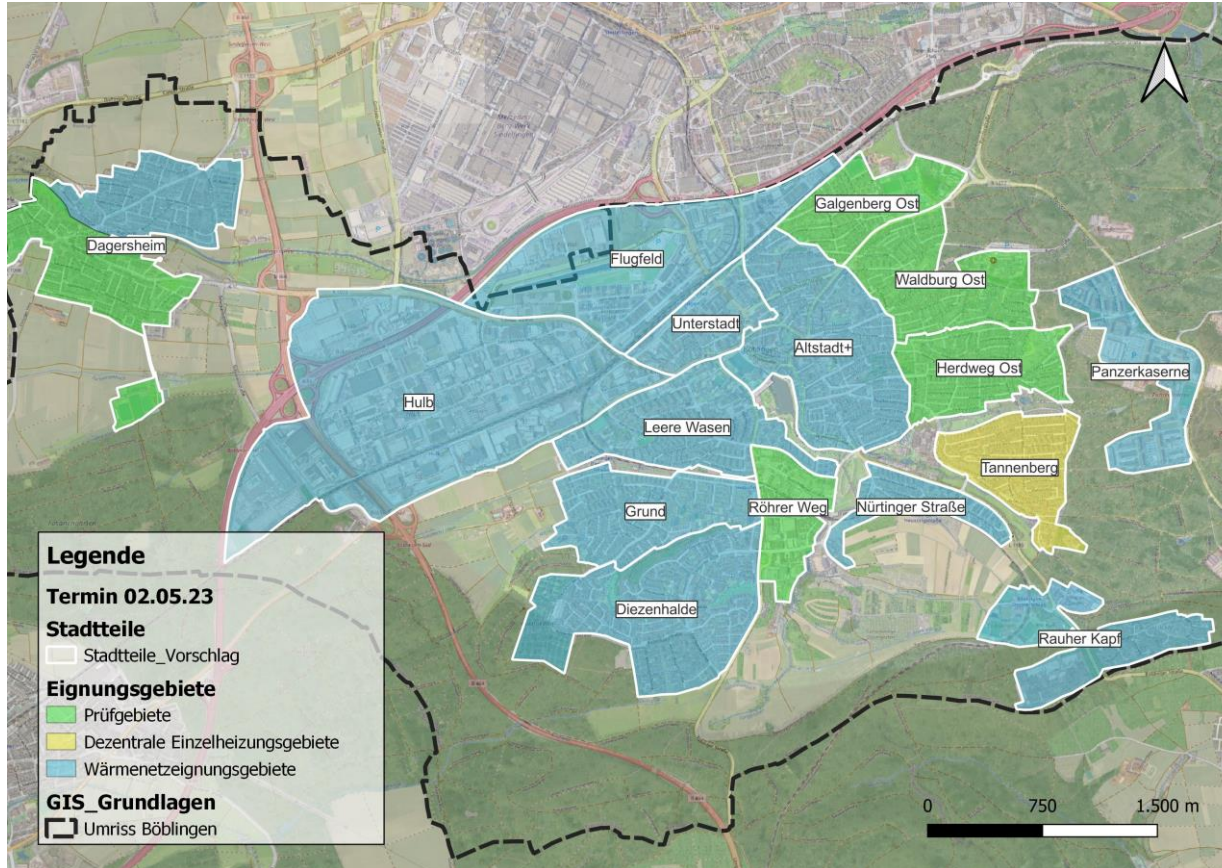 Galgenberg Ost
Dagersheim
Flugfeld
Waldburg Ost
Unterstadt
Altstadt+
Herdweg Ost
Panzerkaserne
Hulb
Leere Wasen
Tannenberg
Grund
Röhrer Weg
Nürtinger Straße
Diezenhalde
Rauher Kapf
Legende
Termin 02.05.23
Stadtteile
Stadtteile_Vorschlag
Eignungsgebiete
Prüfgebiete
Dezentrale Einzelheizungsgebiete
Wärmenetzeignungsgebiete
GIS_Grundlagen
Umriss Böblingen
0 750 1.500 m